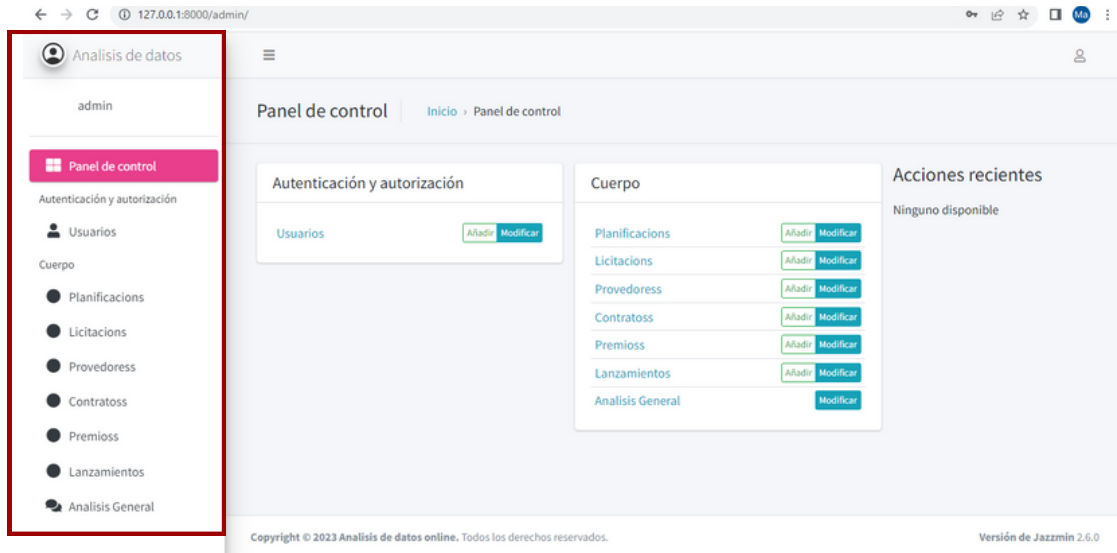 127.0.0.1:8000/admin/
Ma
Analisis de datos
admin
Panel de control
Autenticación y autorización
Usuarios
Cuerpo
Planificacions
Licitacions
Provedoress
Contratoss
Premioss
Lanzamientos
Analisis General
Panel de control Inicio › Panel de control
Autenticación y autorización
Usuarios Añadir Modificar
Cuerpo
Planificacions Añadir Modificar
Licitacions Añadir Modificar
Provedoress Añadir Modificar
Contratoss Añadir Modificar
Premioss Añadir Modificar
Lanzamientos Añadir Modificar
Analisis General Modificar
Acciones recientes
Ninguno disponible
Copyright © 2023 Analisis de datos online. Todos los derechos reservados. Versión de Jazzmin 2.6.0